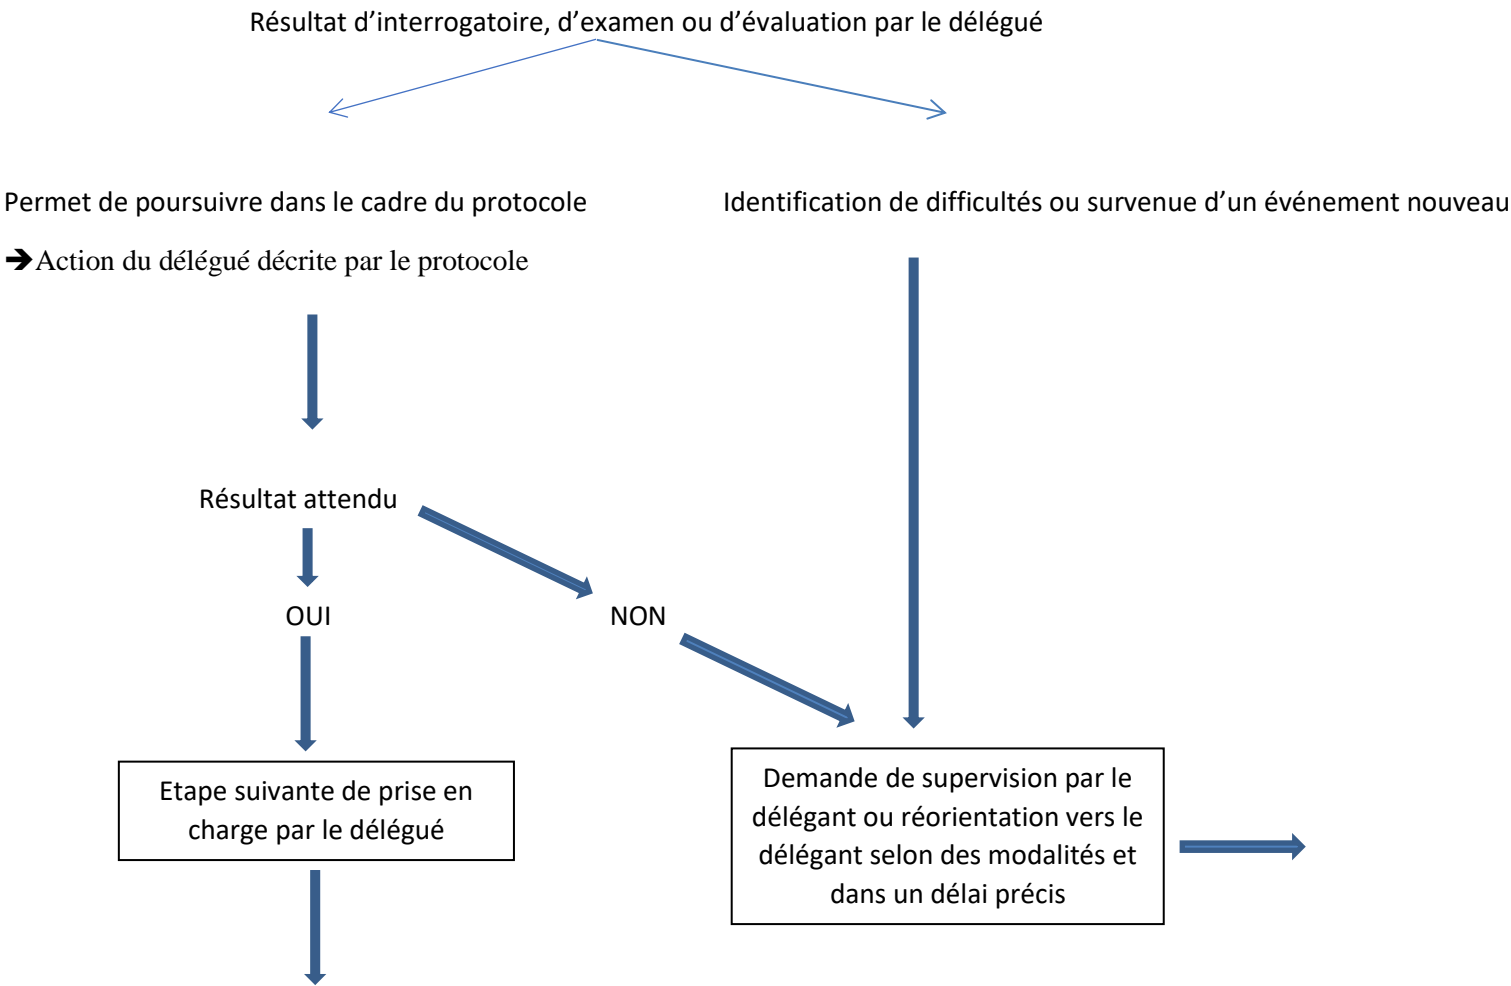 Résultat d’interrogatoire, d’examen ou d’évaluation par le délégué
Permet de poursuivre dans le cadre du protocole
Identification de difficultés ou survenue d’un événement nouveau
➔Action du délégué décrite par le protocole
Résultat attendu
OUI
NON
Etape suivante de prise en
charge par le délégué
Demande de supervision par le
délégant ou réorientation vers le
délégant selon des modalités et
dans un délai précis